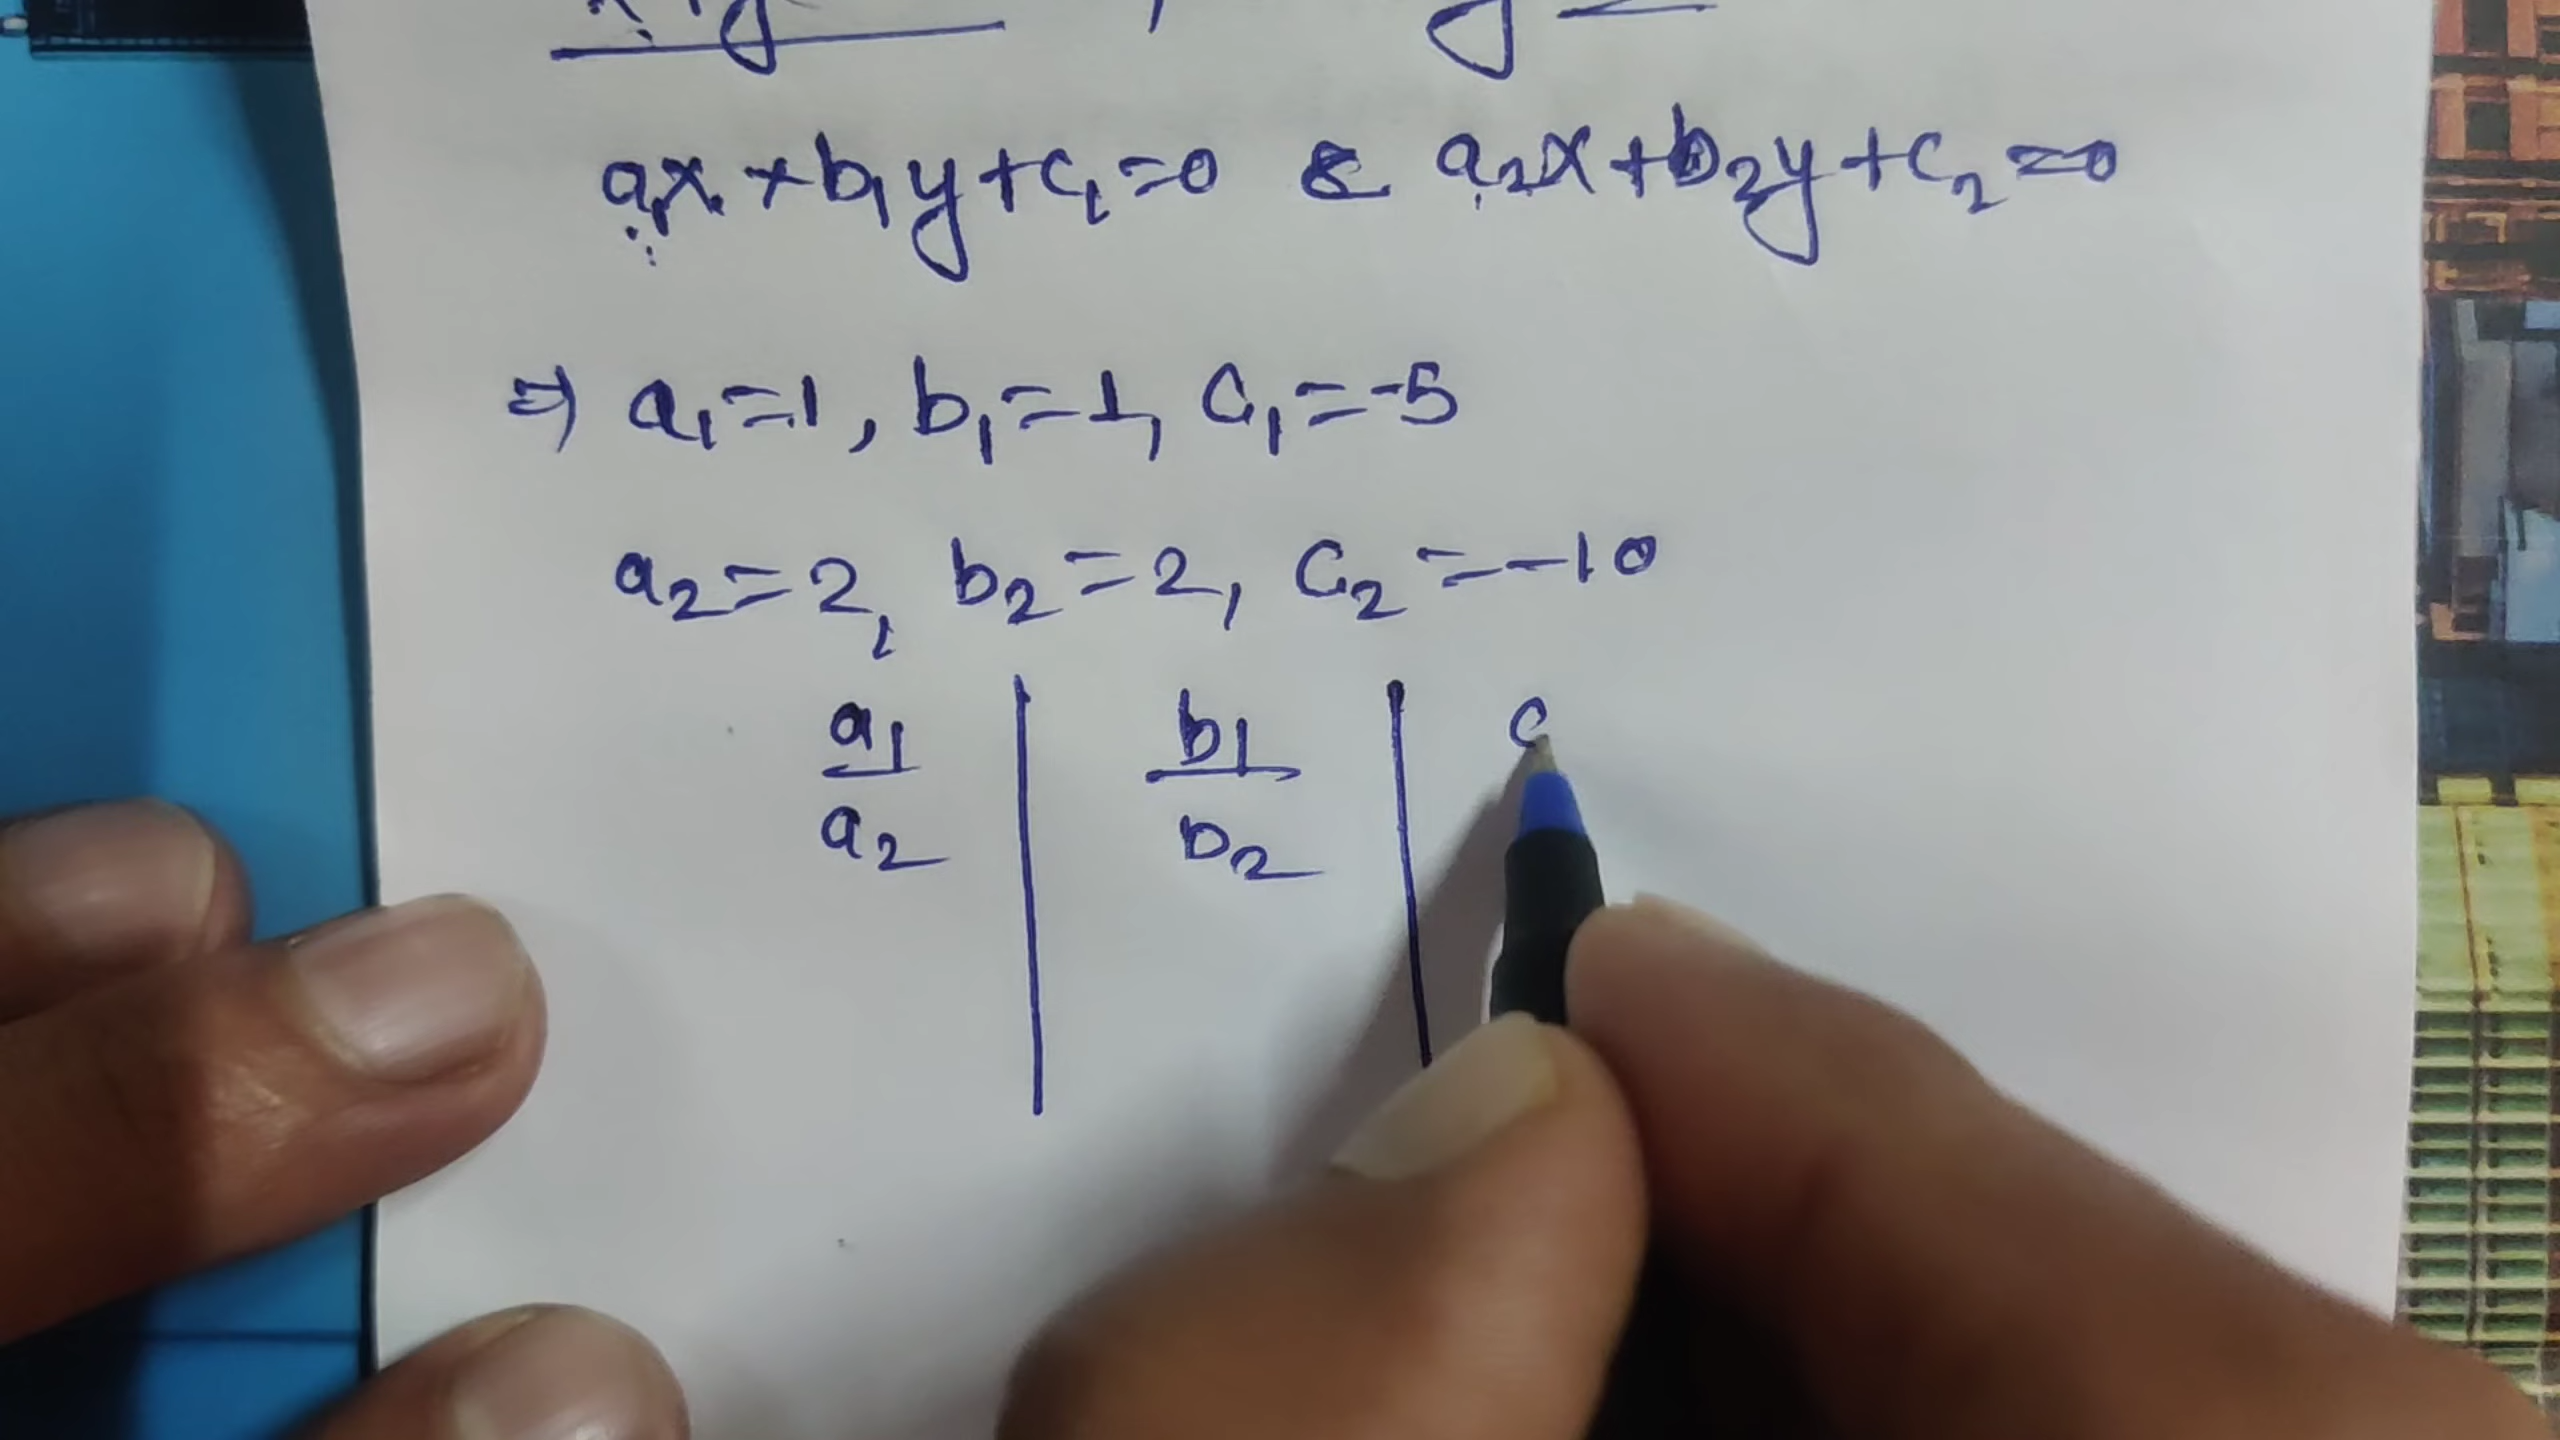 a₁x + b₁y + c₁ = 0 & a₂x + b₂y + c₂ = 0
⇒ a₁ = 1, b₁ = 1, c₁ = -5
a₂ = 2, b₂ = 2, c₂ = -10
a₁ b₁ c
a₂ b₂